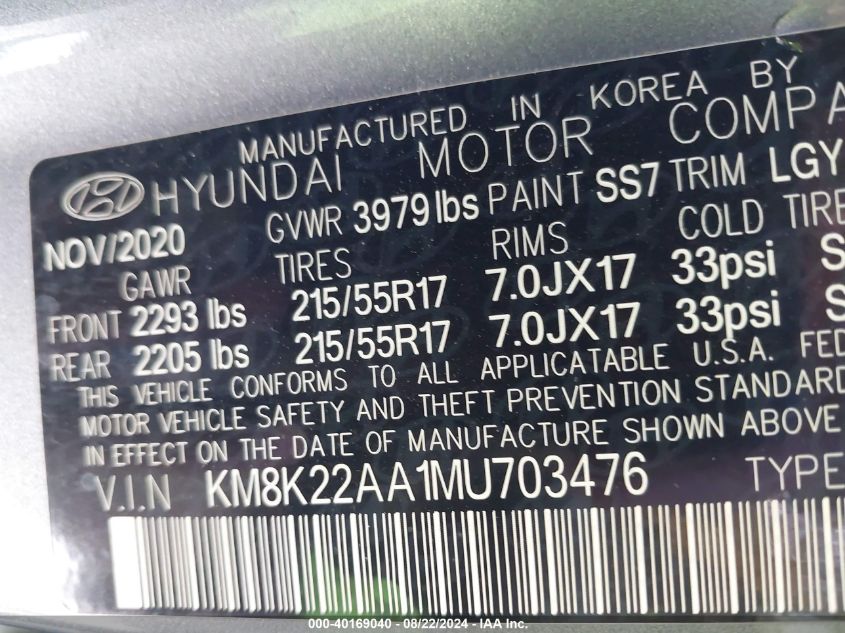 MANUFACTURED IN KOREA BY
HYUNDAI MOTOR COMPA
NOV/2020 GVWR 3979 lbs PAINT SS7 TRIM LGY
GAWR TIRES RIMS COLD TIRE
FRONT 2293 lbs 215/55R17 7.0JX17 33psi S
REAR 2205 lbs 215/55R17 7.0JX17 33psi S
THIS VEHICLE CONFORMS TO ALL APPLICATABLE U.S.A. FED
MOTOR VEHICLE SAFETY AND THEFT PREVENTION STANDARD
IN EFFECT ON THE DATE OF MANUFACTURE SHOWN ABOVE
V.I.N KM8K22AA1MU703476 TYPE
000-40169040 - 08/22/2024 - IAA Inc.